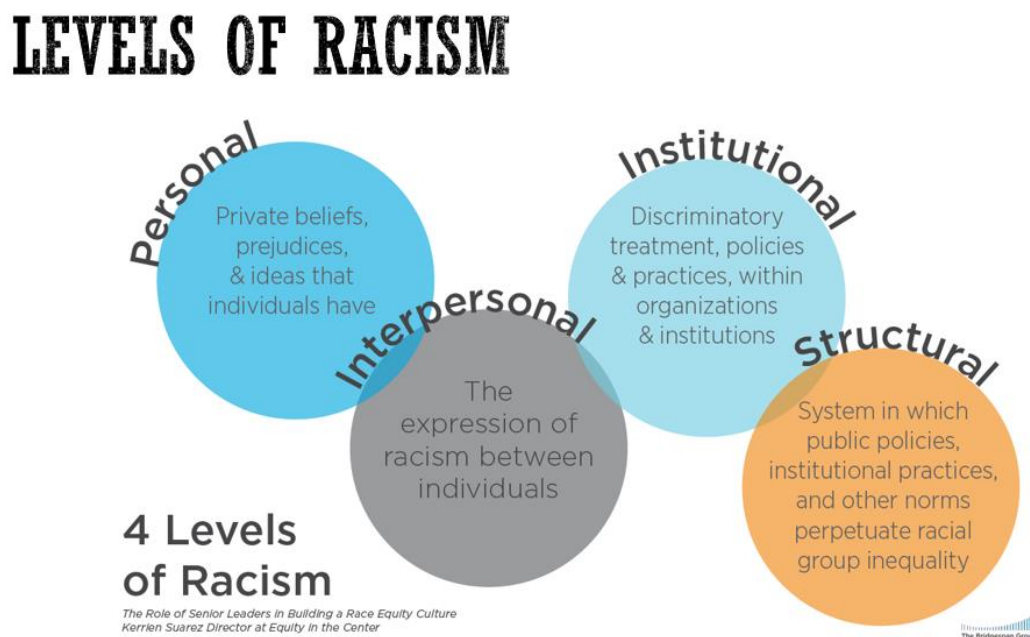 LEVELS OF RACISM
Personal
Private beliefs,
prejudices,
& ideas that
individuals have
Interpersonal
The
expression of
racism between
individuals
Institutional
Discriminatory
treatment, policies
& practices, within
organizations
& institutions
Structural
System in which
public policies,
institutional practices,
and other norms
perpetuate racial
group inequality
4 Levels
of Racism
The Role of Senior Leaders in Building a Race Equity Culture
Kerrien Suarez Director at Equity in the Center
The Bridgespan Gro